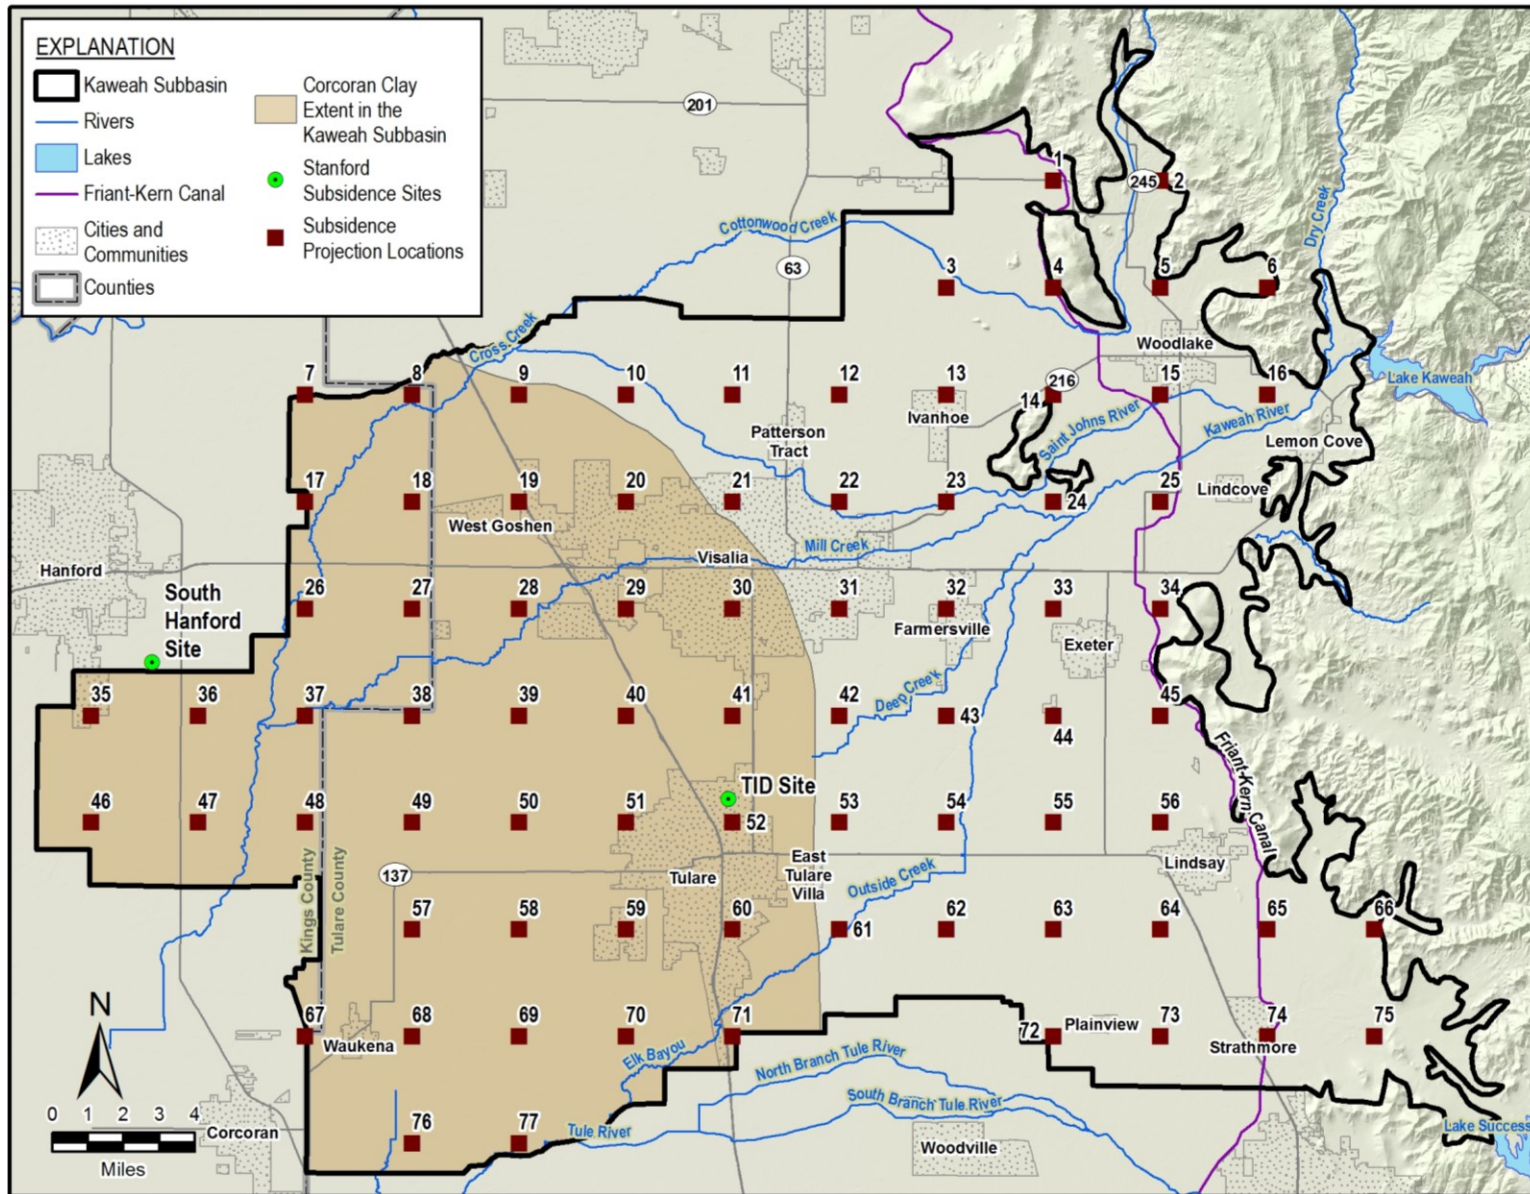 EXPLANATION
Kaweah Subbasin
Rivers
Lakes
Friant-Kern Canal
Cities and
Communities
Counties
Corcoran Clay
Extent in the
Kaweah Subbasin
Stanford
Subsidence Sites
Subsidence
Projection Locations
201
Cottonwood Creek
63
1
245
2
Dry Creek
3
4
5
6
Cross Creek
Woodlake
Lake Kaweah
7
8
9
10
11
12
13
216
14
15
16
Ivanhoe
Patterson
Tract
Saint Johns River
Kaweah River
Lemon Cove
17
18
19
20
21
22
23
24
25
Lindcove
West Goshen
Visalia
Mill Creek
Hanford
South
Hanford
Site
26
27
28
29
30
31
32
33
34
Farmersville
Exeter
35
36
37
38
39
40
41
42
Deep Creek
43
44
45
Friant-Kern Canal
TID Site
46
47
48
49
50
51
52
53
54
55
56
Lindsay
Kings County
Tulare County
137
Tulare
East
Tulare
Villa
Outside Creek
57
58
59
60
61
62
63
64
65
66
N
67
68
69
70
71
72
73
74
75
Waukena
Plainview
Strathmore
Elk Bayou
North Branch Tule River
South Branch Tule River
0 1 2 3 4
Miles
Corcoran
76
77
Tule River
Woodville
Lake Success